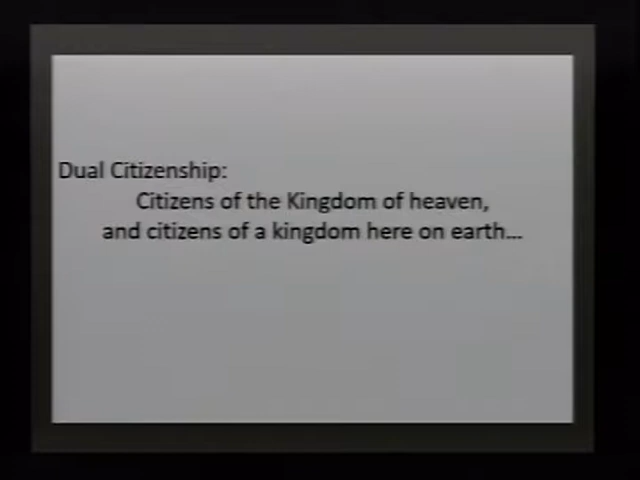 Dual Citizenship:
Citizens of the Kingdom of heaven,
and citizens of a kingdom here on earth...